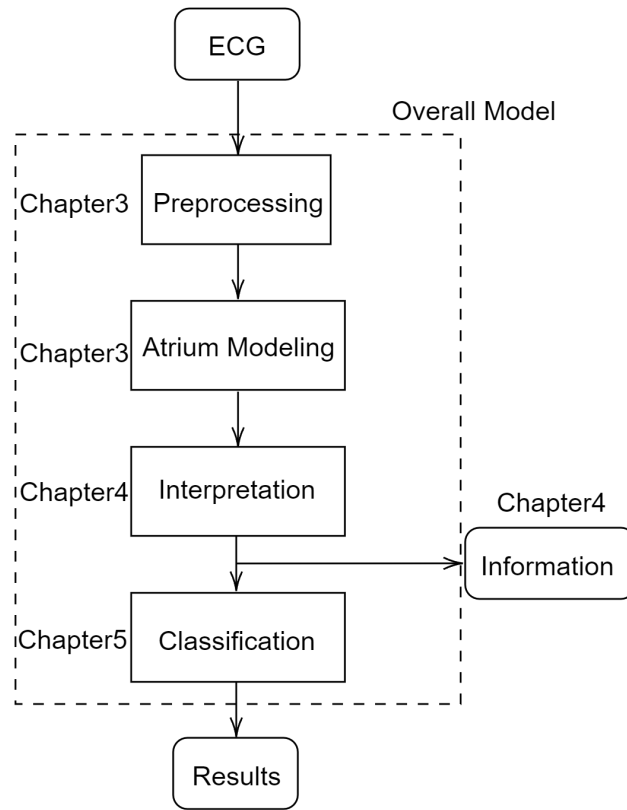 ECG
Overall Model
Chapter3
Preprocessing
Chapter3
Atrium Modeling
Chapter4
Interpretation
Chapter4
Information
Chapter5
Classification
Results